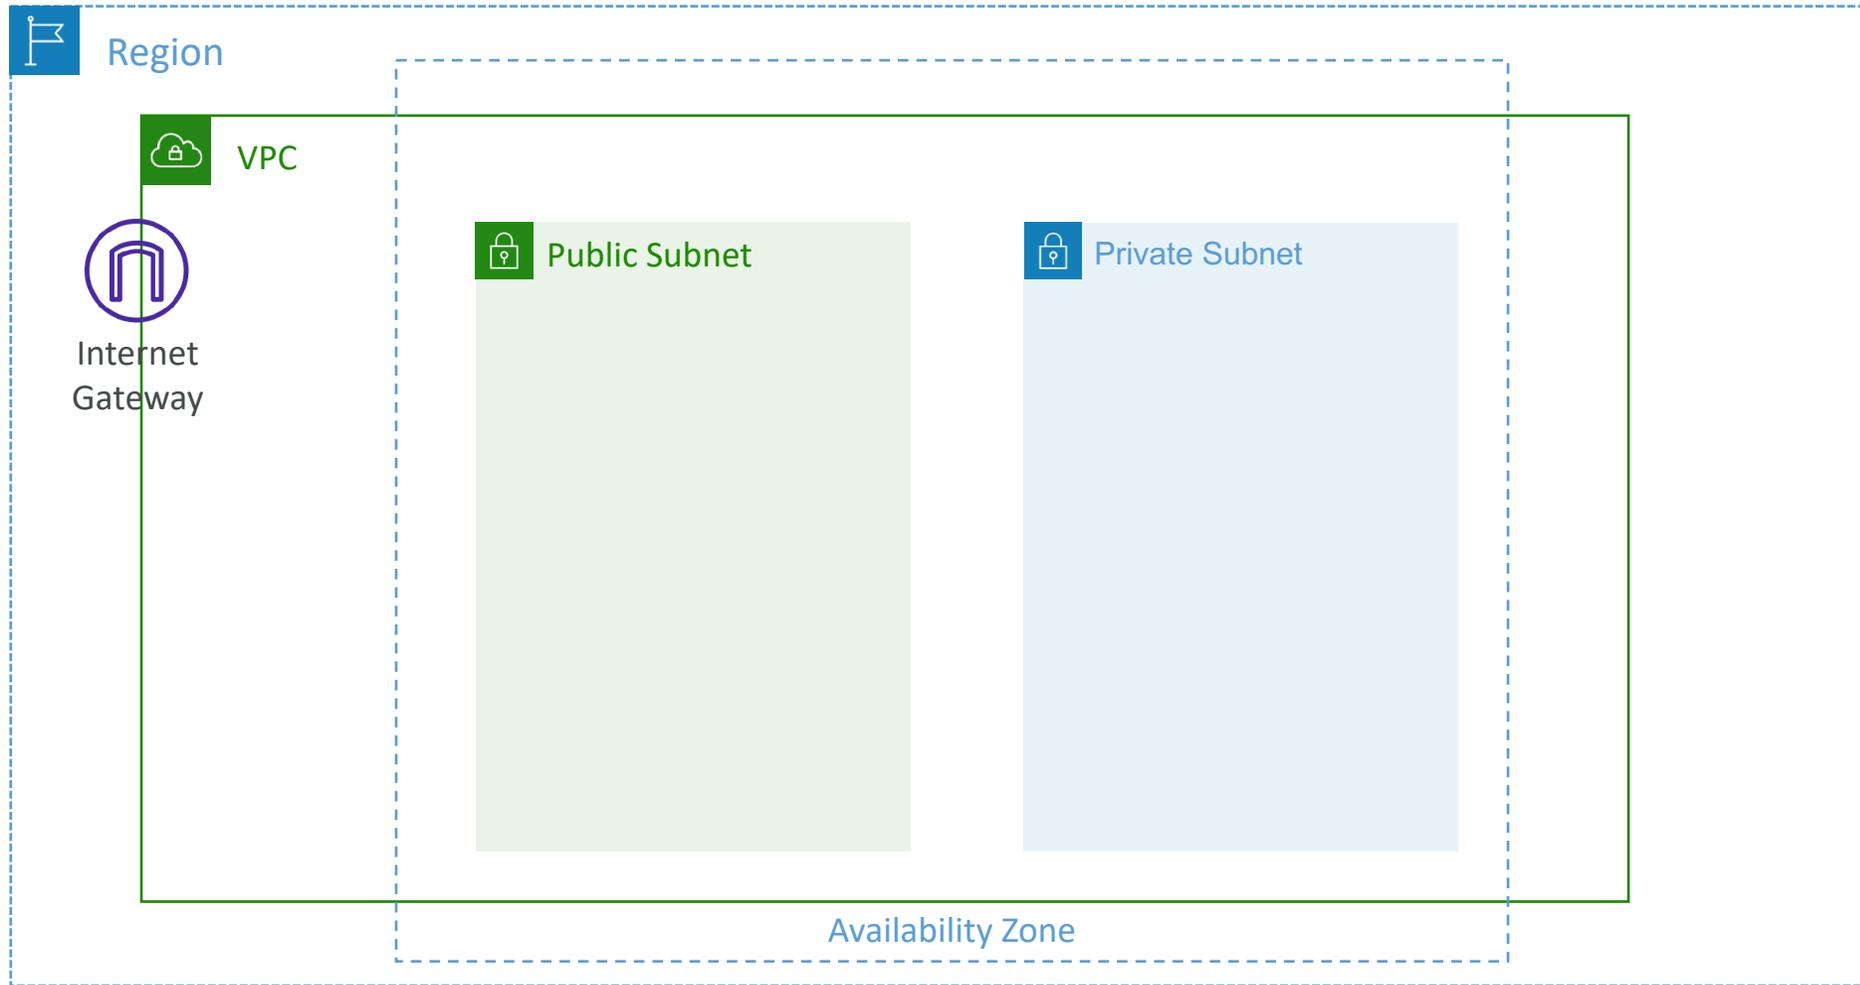 Region
VPC
Internet
Gateway
Public Subnet
Private Subnet
Availability Zone